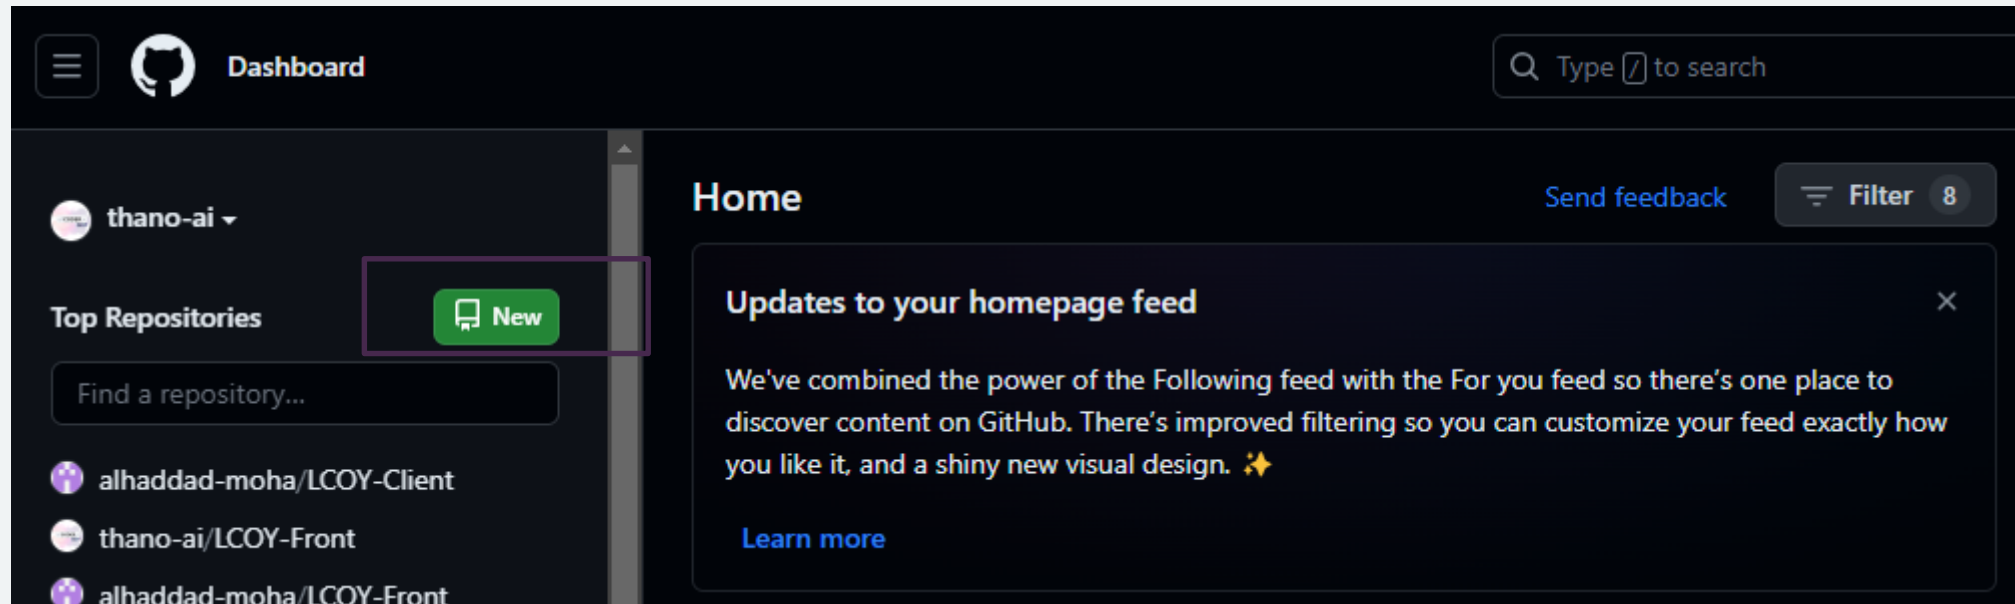 Dashboard
Type / to search
thano-ai
Top Repositories
New
Find a repository...
alhaddad-moha/LCOY-Client
thano-ai/LCOY-Front
alhaddad-moha/LCOY-Front
Home
Send feedback
Filter 8
Updates to your homepage feed
We've combined the power of the Following feed with the For you feed so there's one place to
discover content on GitHub. There's improved filtering so you can customize your feed exactly how
you like it, and a shiny new visual design. ✨
Learn more